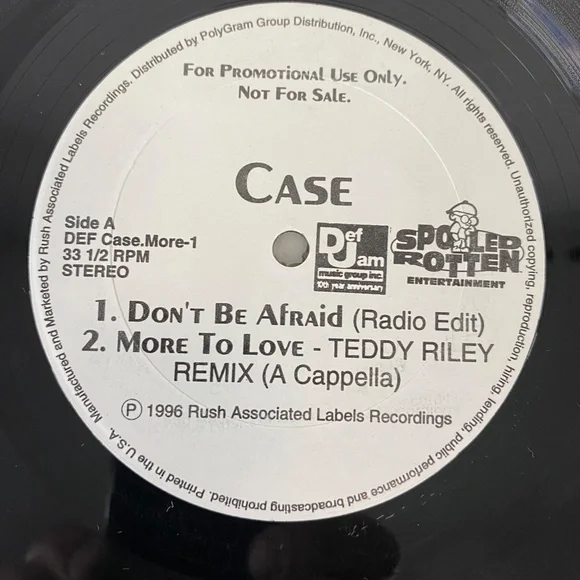 Manufactured and Marketed by Rush Associated Labels Recordings. Distributed by PolyGram Group Distribution, Inc., New York, NY. All rights reserved. Unauthorized copying, reproduction, hiring, lending, public performance and broadcasting prohibited. Printed in the U.S.A.
FOR PROMOTIONAL USE ONLY.
NOT FOR SALE.
CASE
Side A
DEF Case.More-1
33 1/2 RPM
STEREO
Def
Jam
music group inc.
10th year anniversary
SPOILED
ROTTEN
ENTERTAINMENT
1. DON'T BE AFRAID (Radio Edit)
2. MORE TO LOVE - TEDDY RILEY
REMIX (A Cappella)
Ⓟ 1996 Rush Associated Labels Recordings